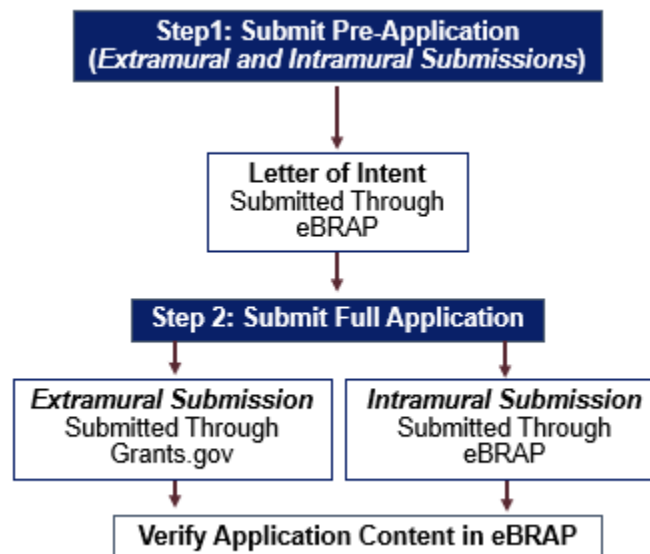 Step1: Submit Pre-Application
(Extramural and Intramural Submissions)
Letter of Intent
Submitted Through
eBRAP
Step 2: Submit Full Application
Extramural Submission
Submitted Through
Grants.gov
Intramural Submission
Submitted Through
eBRAP
Verify Application Content in eBRAP